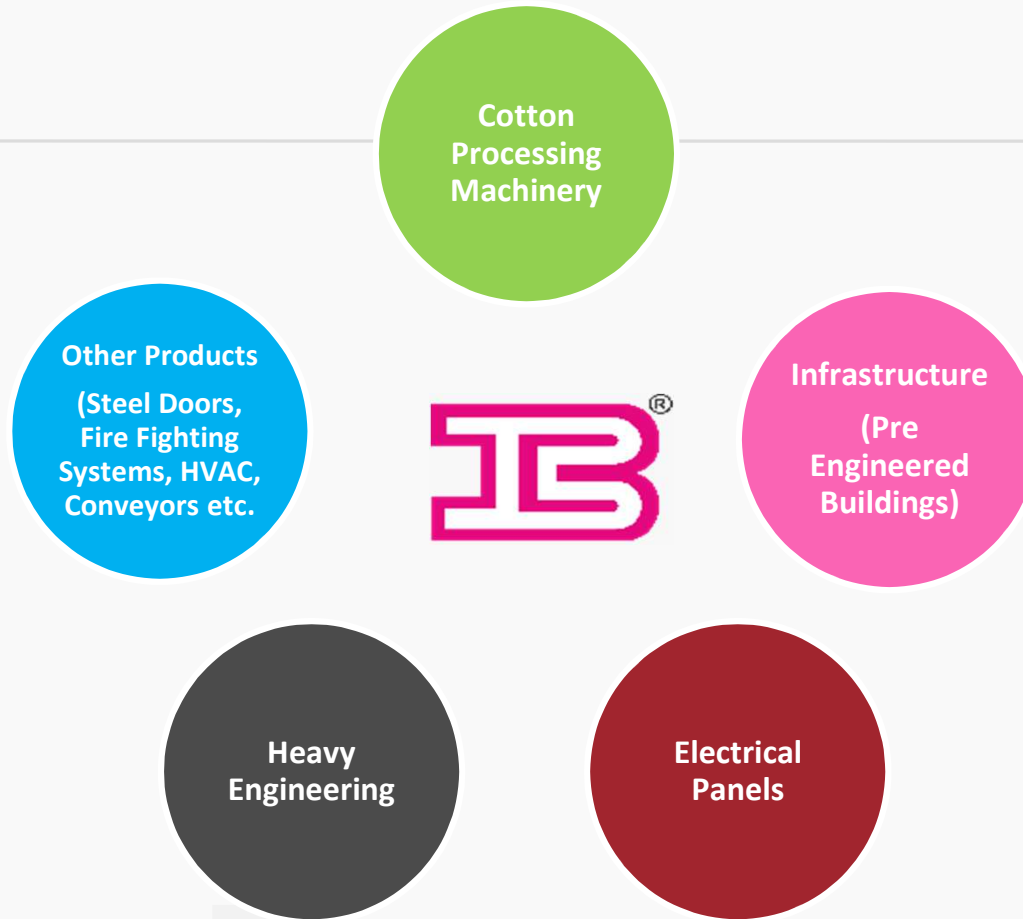 Cotton
Processing
Machinery
Other Products
(Steel Doors,
Fire Fighting
Systems, HVAC,
Conveyors etc.
Infrastructure
(Pre
Engineered
Buildings)
B®
Heavy
Engineering
Electrical
Panels